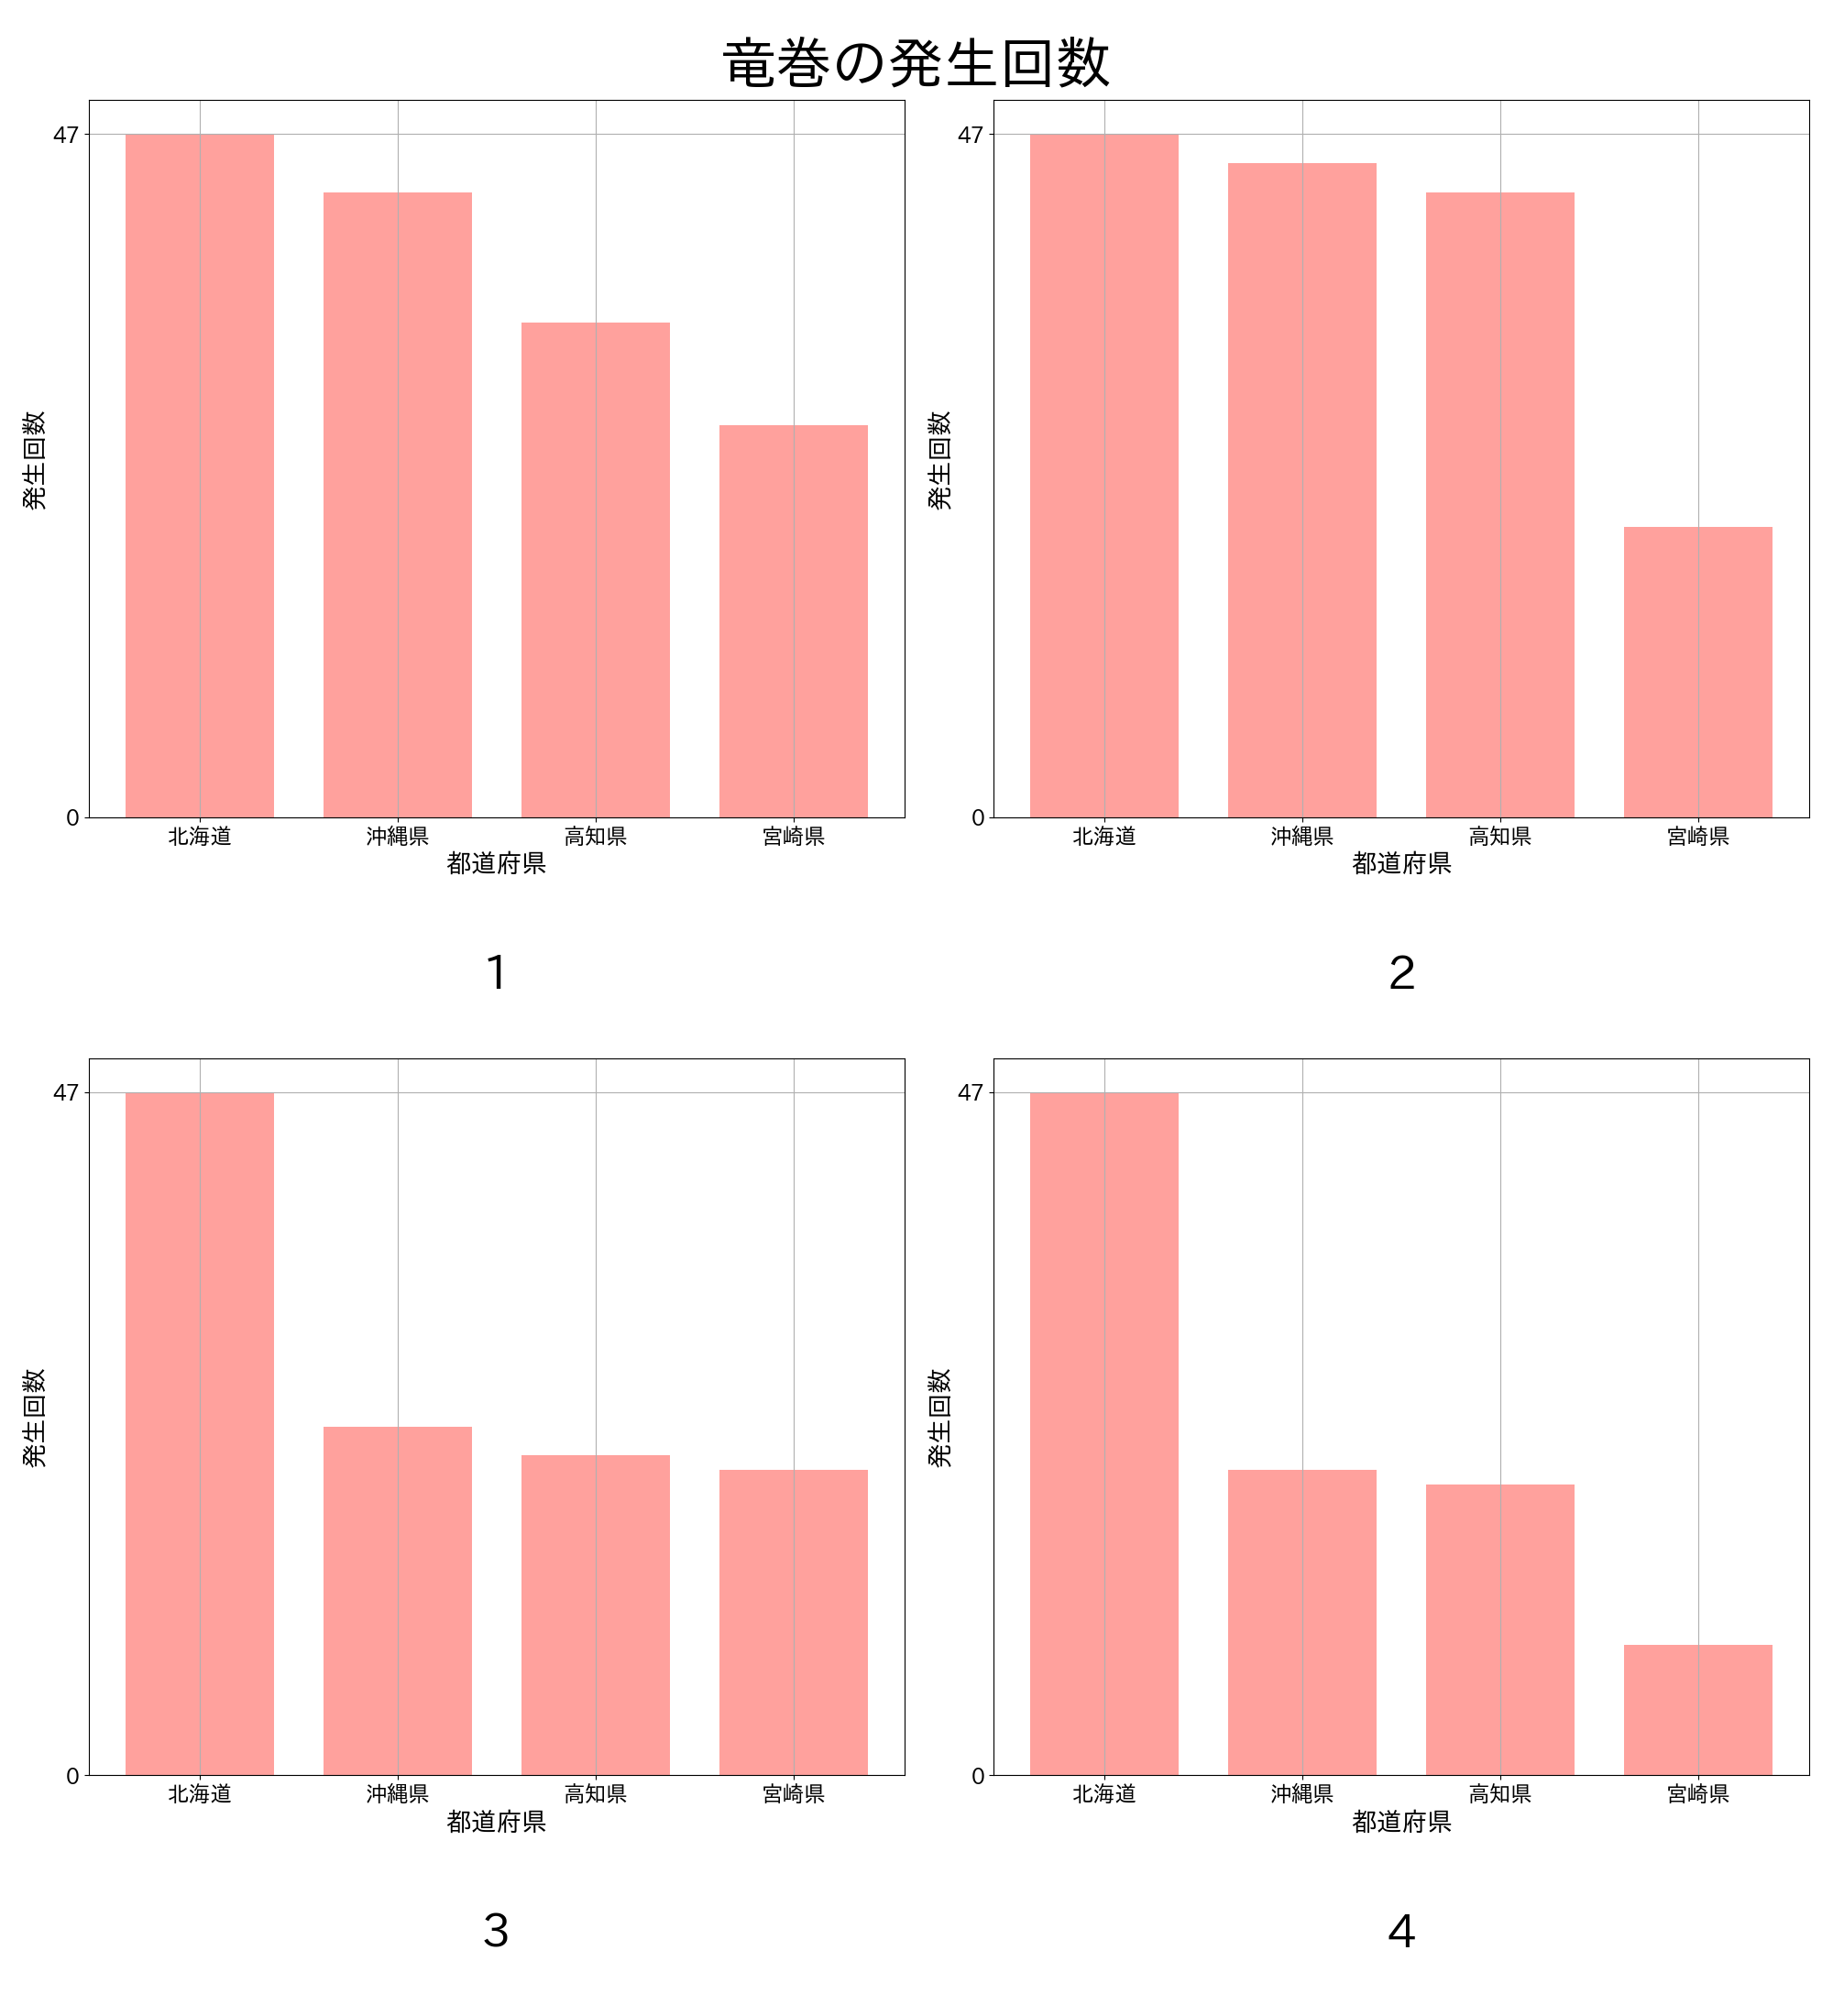 竜巻の発生回数
47
0
発生回数
北海道 沖縄県 高知県 宮崎県
都道府県
1
47
0
発生回数
北海道 沖縄県 高知県 宮崎県
都道府県
2
47
0
発生回数
北海道 沖縄県 高知県 宮崎県
都道府県
3
47
0
発生回数
北海道 沖縄県 高知県 宮崎県
都道府県
4